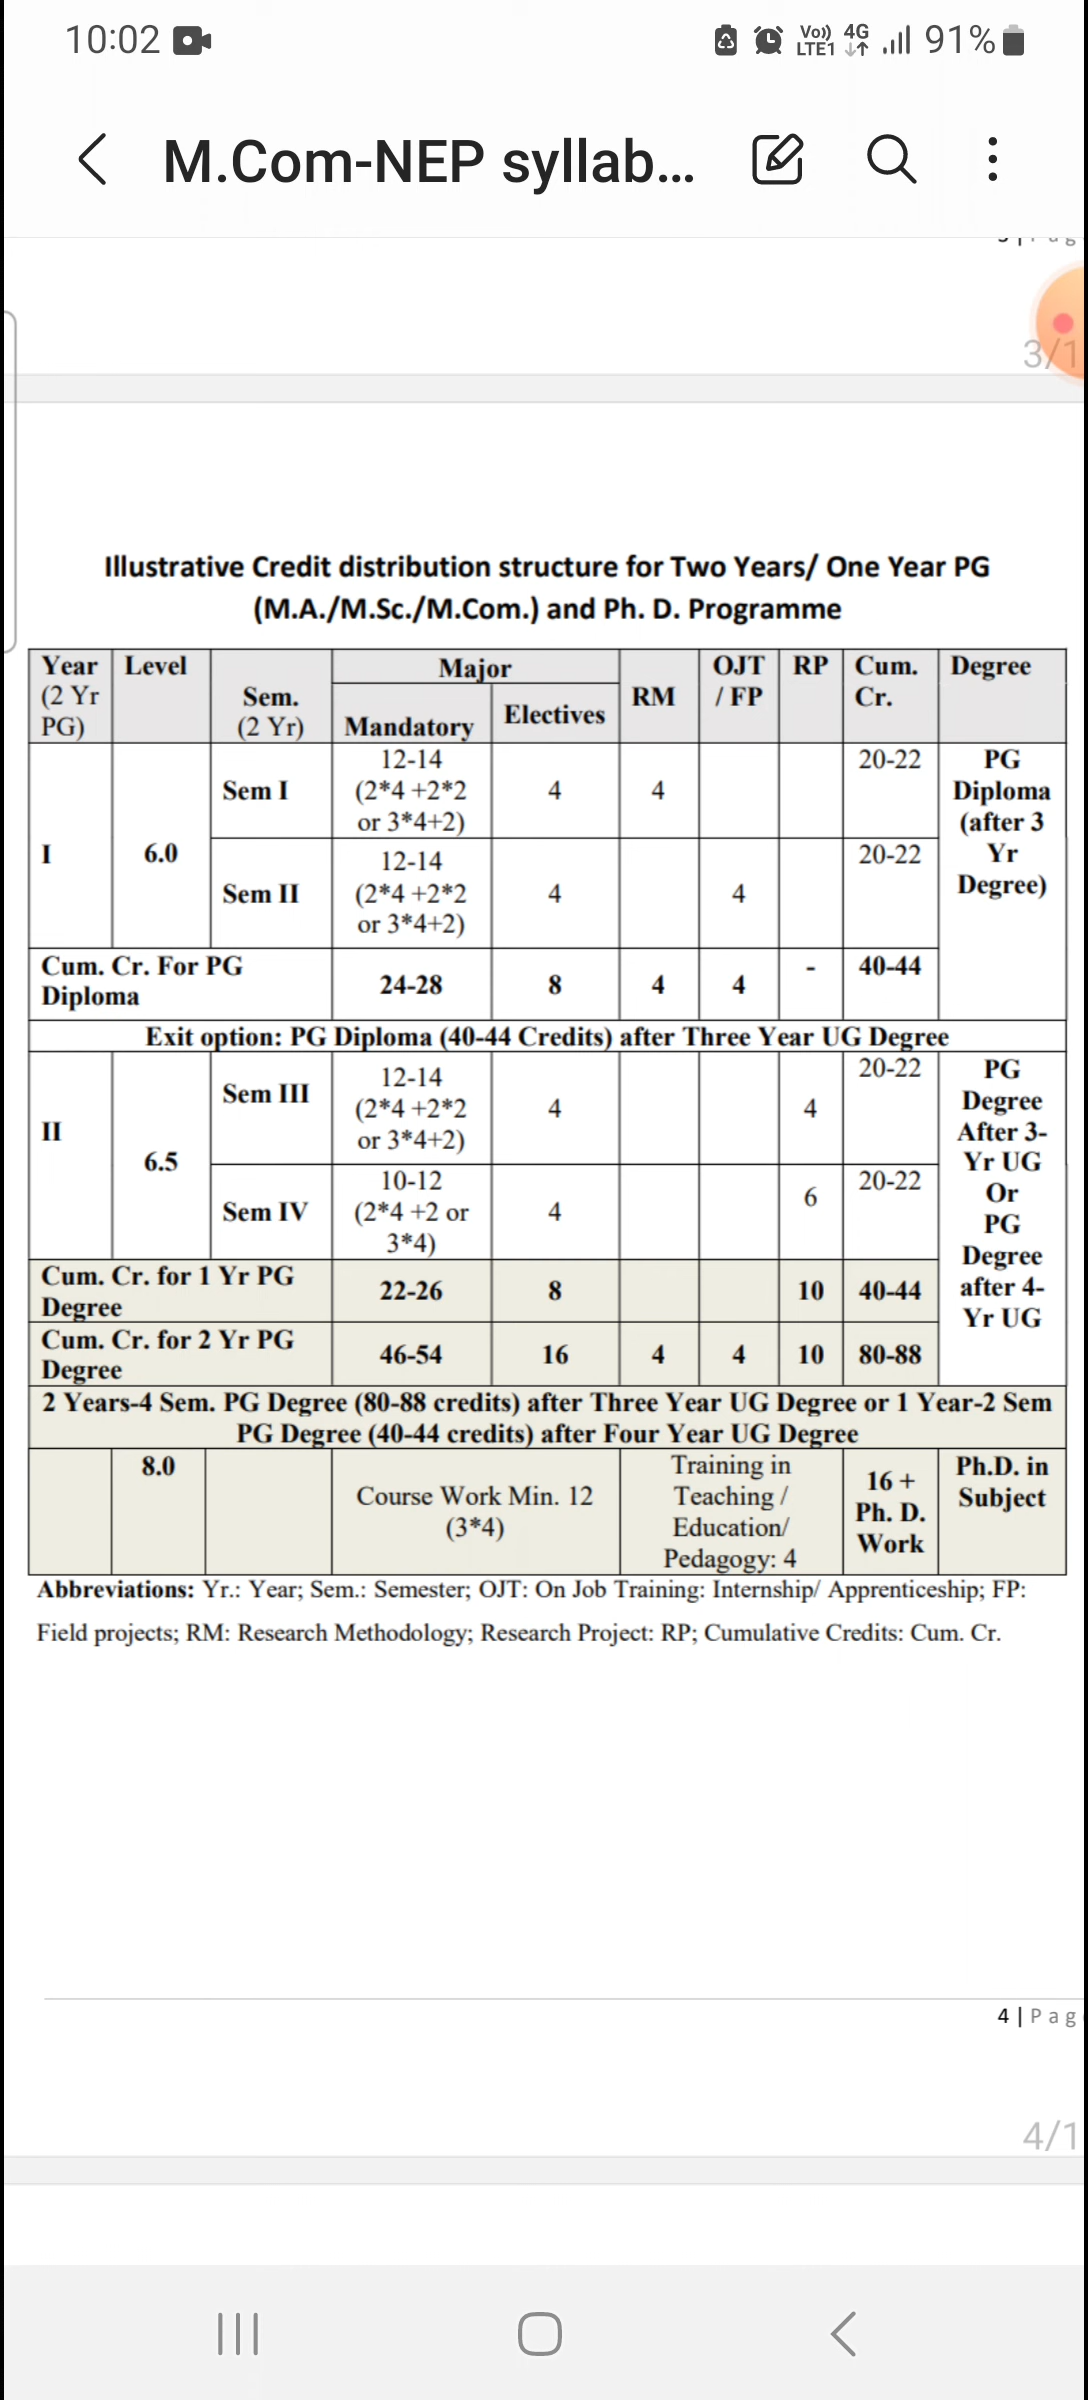 10:02
Vo)) LTE1 4G 91%
M.Com-NEP syllab...
3/1
Illustrative Credit distribution structure for Two Years/ One Year PG
(M.A./M.Sc./M.Com.) and Ph. D. Programme
Year (2 Yr PG) Level Sem. (2 Yr) Major Mandatory Electives RM OJT / FP RP Cum. Cr. Degree
I 6.0 Sem I 12-14 (2*4 +2*2 or 3*4+2) 4 4 20-22 PG Diploma (after 3 Yr Degree)
Sem II 12-14 (2*4 +2*2 or 3*4+2) 4 4 20-22
Cum. Cr. For PG Diploma 24-28 8 4 4 - 40-44
Exit option: PG Diploma (40-44 Credits) after Three Year UG Degree
II 6.5 Sem III 12-14 (2*4 +2*2 or 3*4+2) 4 4 20-22 PG Degree After 3-Yr UG Or PG Degree after 4-Yr UG
Sem IV 10-12 (2*4 +2 or 3*4) 4 6 20-22
Cum. Cr. for 1 Yr PG Degree 22-26 8 10 40-44
Cum. Cr. for 2 Yr PG Degree 46-54 16 4 4 10 80-88
2 Years-4 Sem. PG Degree (80-88 credits) after Three Year UG Degree or 1 Year-2 Sem
PG Degree (40-44 credits) after Four Year UG Degree
8.0 Course Work Min. 12 (3*4) Training in Teaching / Education/ Pedagogy: 4 16 + Ph. D. Work Ph.D. in Subject
Abbreviations: Yr.: Year; Sem.: Semester; OJT: On Job Training: Internship/ Apprenticeship; FP:
Field projects; RM: Research Methodology; Research Project: RP; Cumulative Credits: Cum. Cr.
4 | Pag
4/1